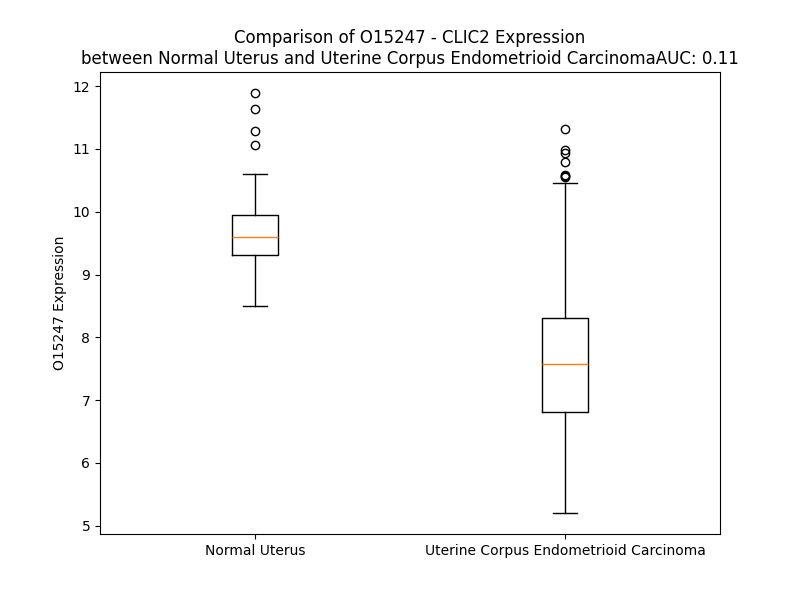 Comparison of O15247 - CLIC2 Expression
between Normal Uterus and Uterine Corpus Endometrioid CarcinomaAUC: 0.11
12
11
10
9
8
7
6
5
O15247 Expression
Normal Uterus
Uterine Corpus Endometrioid Carcinoma